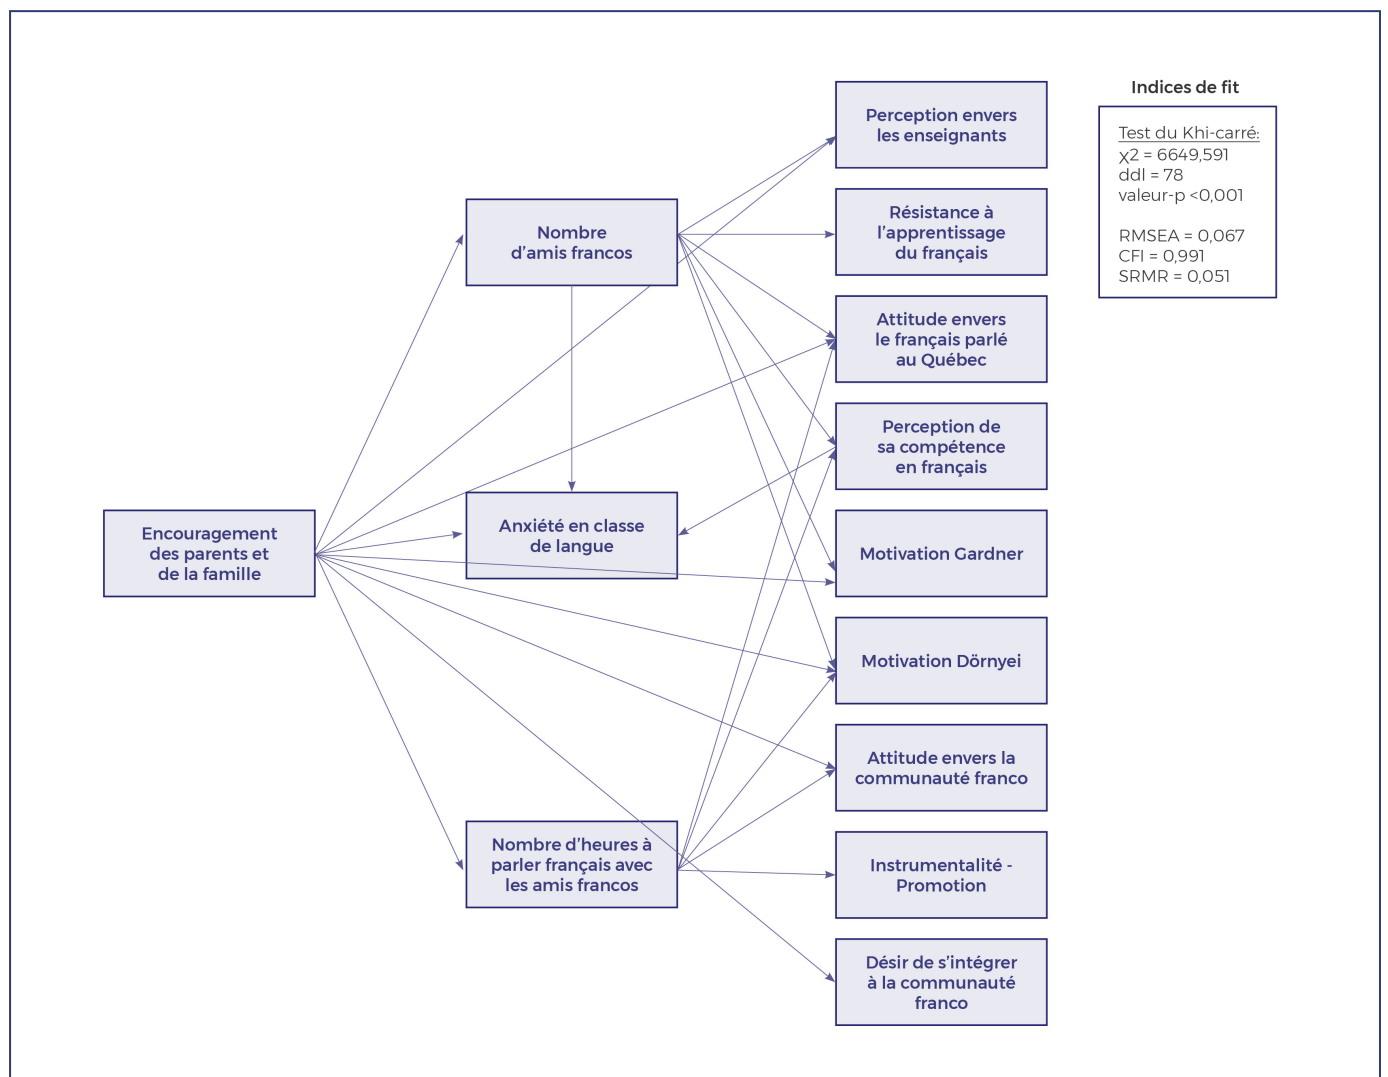 Perception envers
les enseignants
Indices de fit
Test du Khi-carré:
χ2 = 6649,591
ddl = 78
valeur-p <0,001
RMSEA = 0,067
CFI = 0,991
SRMR = 0,051
Nombre
d’amis francos
Résistance à
l’apprentissage
du français
Attitude envers
le français parlé
au Québec
Perception de
sa compétence
en français
Encouragement
des parents et
de la famille
Anxiété en classe
de langue
Motivation Gardner
Motivation Dörnyei
Attitude envers la
communauté franco
Nombre d’heures à
parler français avec
les amis francos
Instrumentalité -
Promotion
Désir de s’intégrer
à la communauté
franco